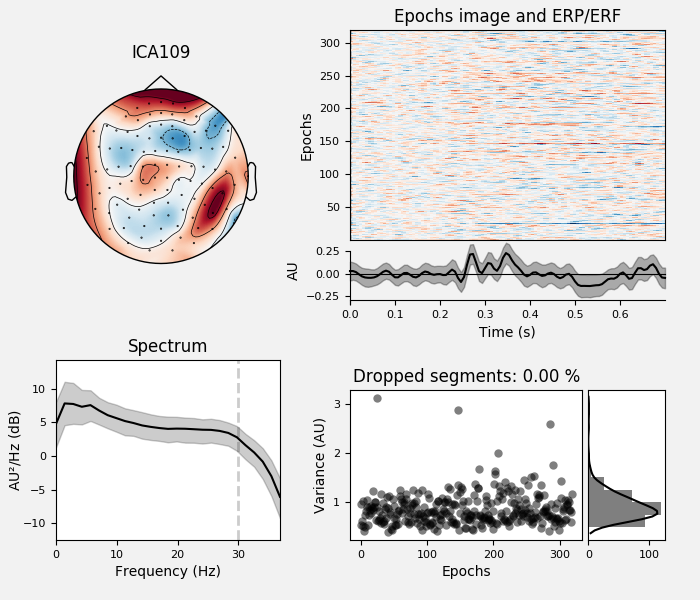 ICA109
Epochs image and ERP/ERF
Epochs
300
250
200
150
100
50
AU
0.25
0.00
−0.25
0.0 0.1 0.2 0.3 0.4 0.5 0.6
Time (s)
Spectrum
AU²/Hz (dB)
10
5
0
−5
−10
0 10 20 30
Frequency (Hz)
Dropped segments: 0.00 %
Variance (AU)
3
2
1
0 100 200 300
Epochs
0 100